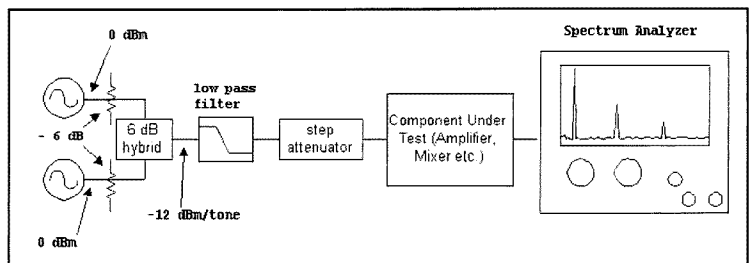 0 dBm
Spectrum Analyzer
low pass
filter
- 6 dB
6 dB
hybrid
step
attenuator
Component Under
Test (Amplifier,
Mixer etc.)
-12 dBm/tone
0 dBm